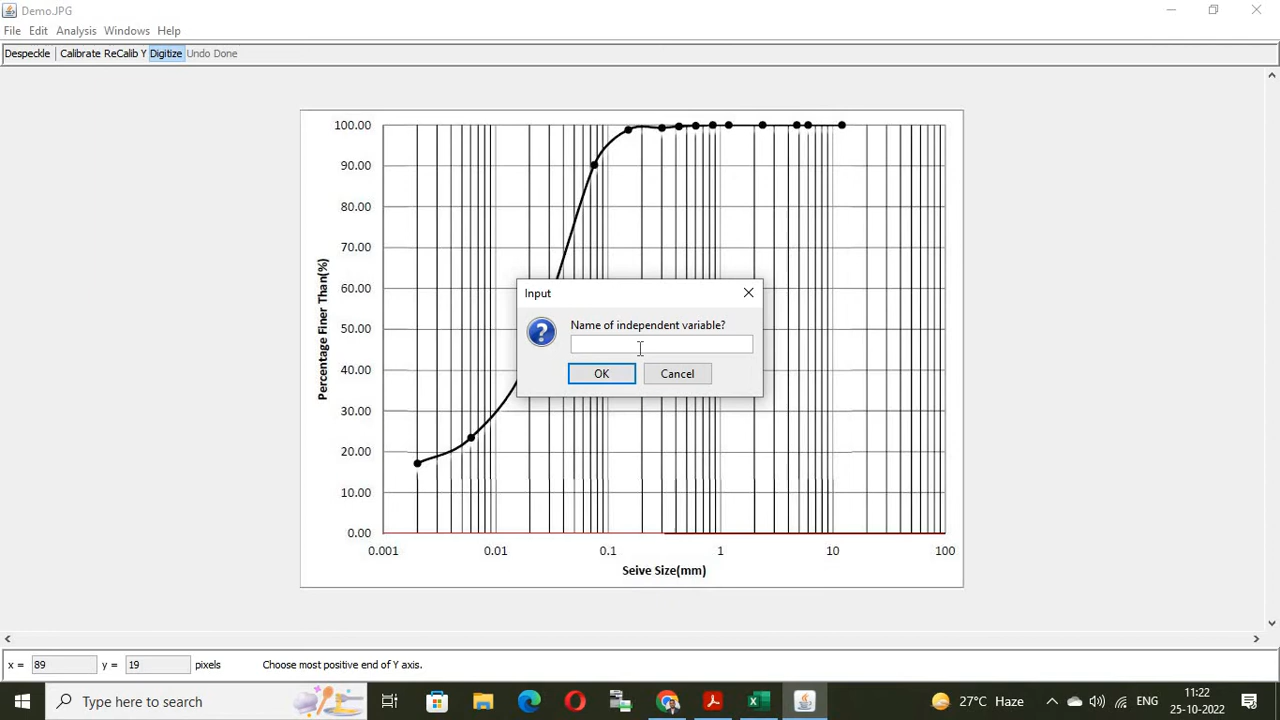 Demo.JPG
File Edit Analysis Windows Help
Despeckle Calibrate ReCalib Y Digitize Undo Done
100.00
90.00
80.00
70.00
60.00
50.00
40.00
30.00
20.00
10.00
0.00
Percentage Finer Than(%)
0.001 0.01 0.1 1 10 100
Seive Size(mm)
Input
Name of independent variable?
OK Cancel
x = 89 y = 19 pixels Choose most positive end of Y axis.
Type here to search
27°C Haze
ENG
11:22
25-10-2022